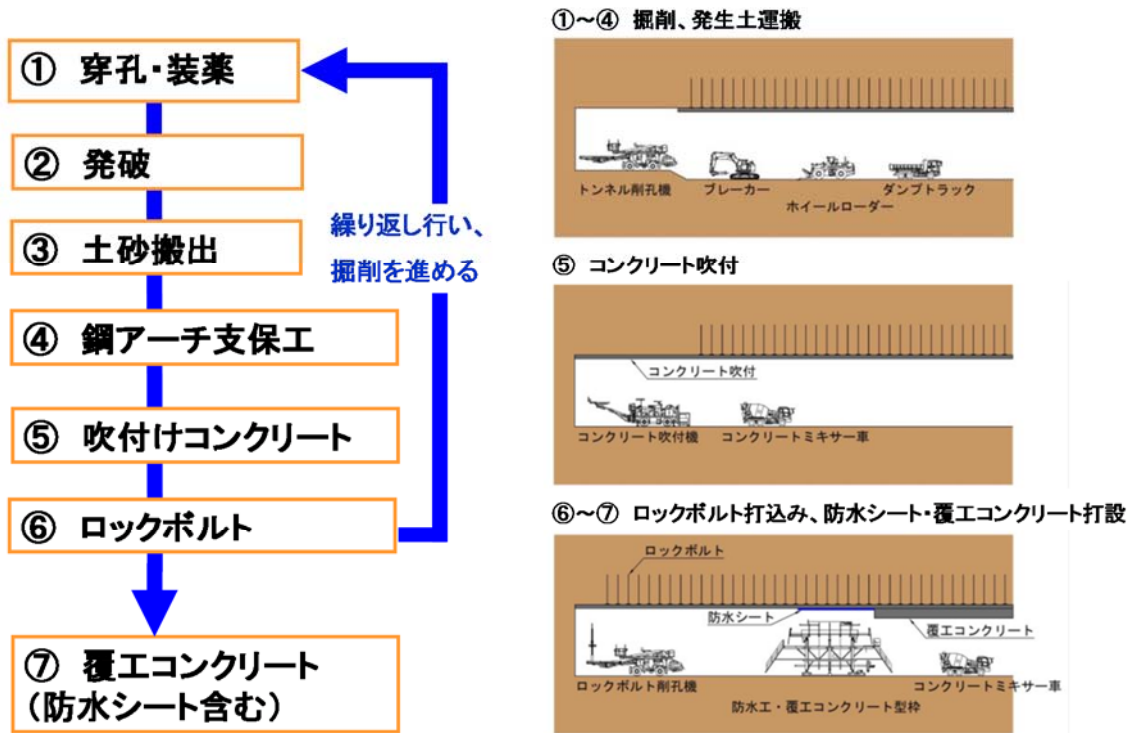 ① 穿孔・装薬
② 発破
③ 土砂搬出
④ 鋼アーチ支保工
⑤ 吹付けコンクリート
⑥ ロックボルト
⑦ 覆工コンクリート
（防水シート含む）
繰り返し行い、
掘削を進める
①～④ 掘削、発生土運搬
トンネル削孔機
ブレーカー
ホイールローダー
ダンプトラック
⑤ コンクリート吹付
コンクリート吹付
コンクリート吹付機
コンクリートミキサー車
⑥～⑦ ロックボルト打込み、防水シート・覆工コンクリート打設
ロックボルト
防水シート
覆工コンクリート
ロックボルト削孔機
コンクリートミキサー車
防水工・覆工コンクリート型枠